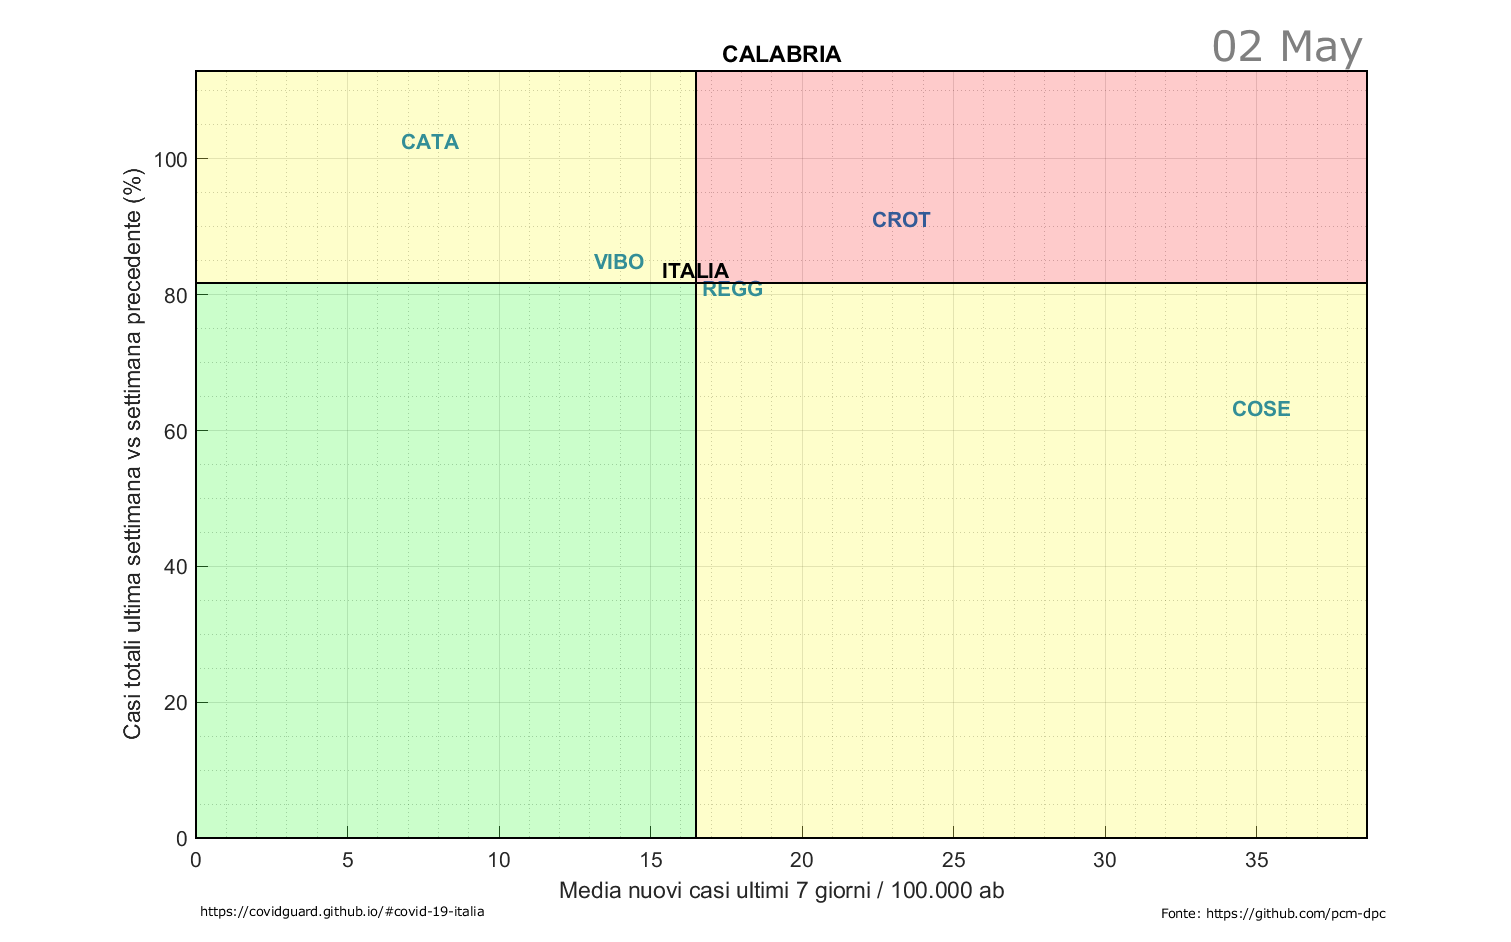 02 May
CALABRIA
CATA
CROT
VIBO
ITALIA
REGG
COSE
100
80
60
40
20
0
Casi totali ultima settimana vs settimana precedente (%)
0 5 10 15 20 25 30 35
Media nuovi casi ultimi 7 giorni / 100.000 ab
https://covidguard.github.io/#covid-19-italia
Fonte: https://github.com/pcm-dpc